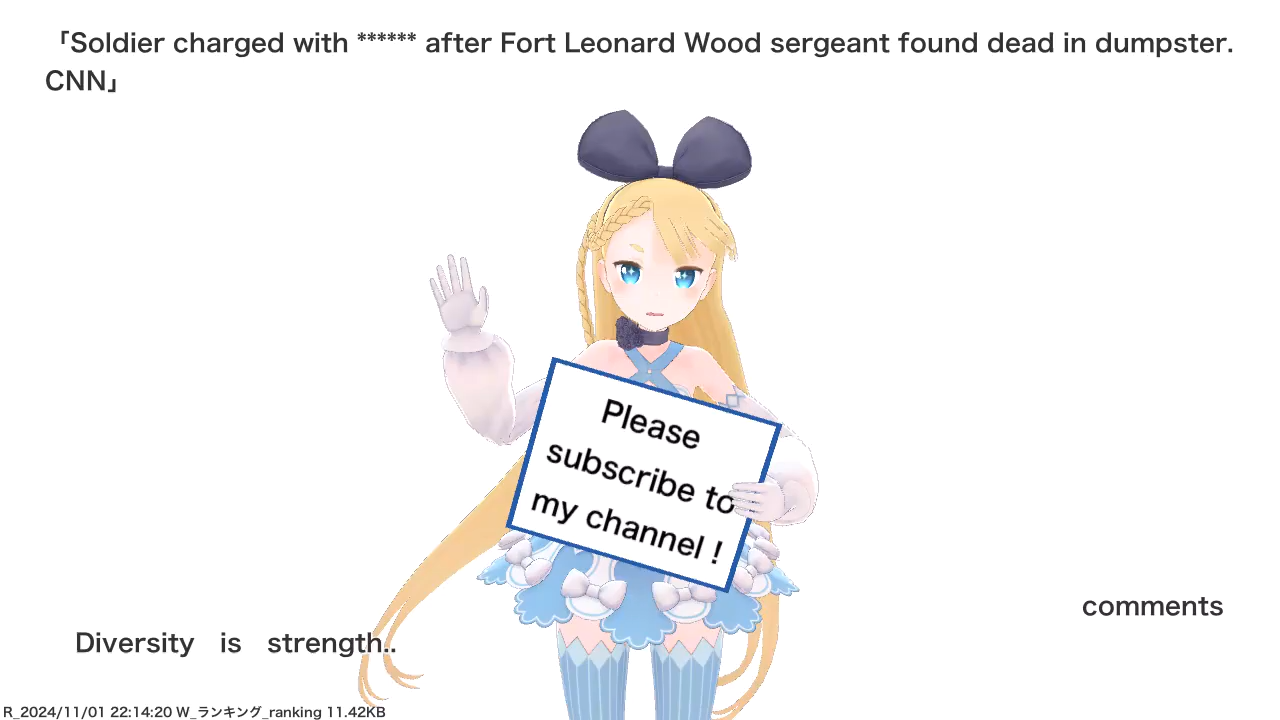 「Soldier charged with ****** after Fort Leonard Wood sergeant found dead in dumpster.
CNN」
Please
subscribe to
my channel !
comments
Diversity is strength..
R_2024/11/01 22:14:20 W_ランキング_ranking 11.42KB